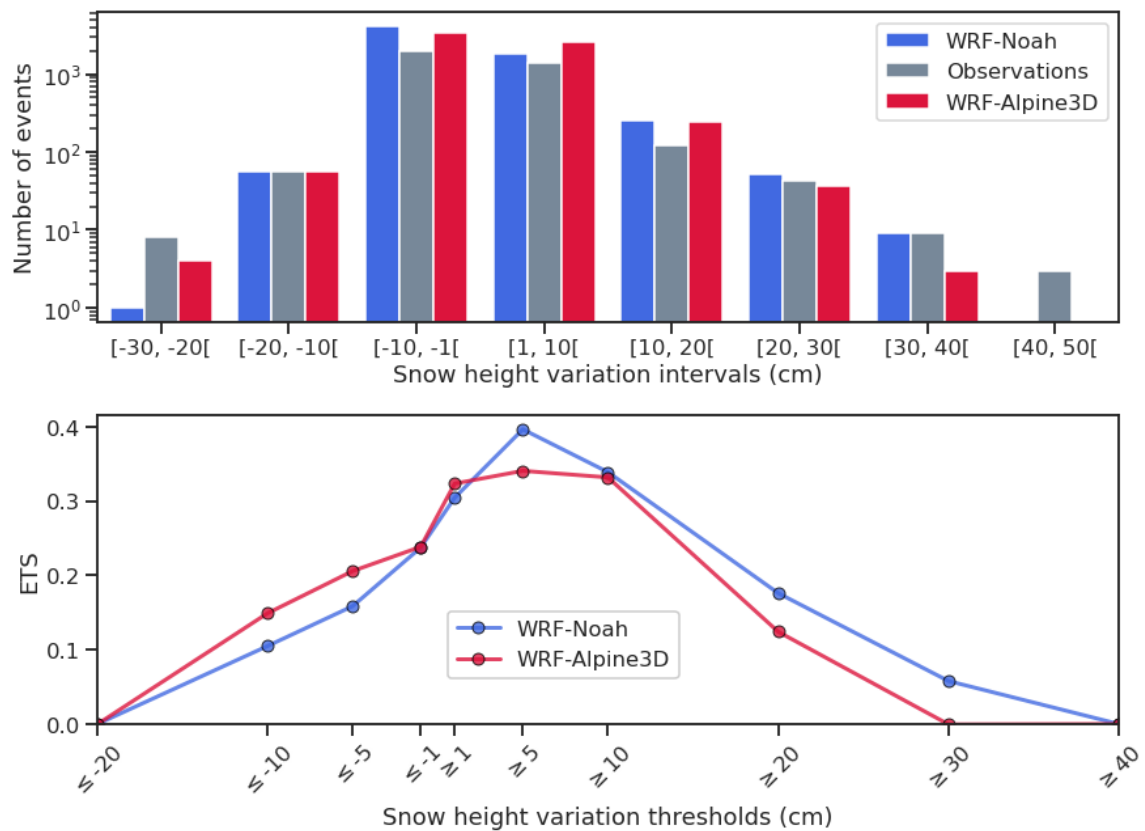 Number of events
10³
10²
10¹
10⁰
WRF-Noah
Observations
WRF-Alpine3D
[-30, -20[ [-20, -10[ [-10, -1[ [1, 10[ [10, 20[ [20, 30[ [30, 40[ [40, 50[
Snow height variation intervals (cm)
ETS
0.4
0.3
0.2
0.1
0.0
WRF-Noah
WRF-Alpine3D
≤ -20 ≤ -10 ≤ -5 ≤ -1 ≥ 1 ≥ 5 ≥ 10 ≥ 20 ≥ 30 ≥ 40
Snow height variation thresholds (cm)